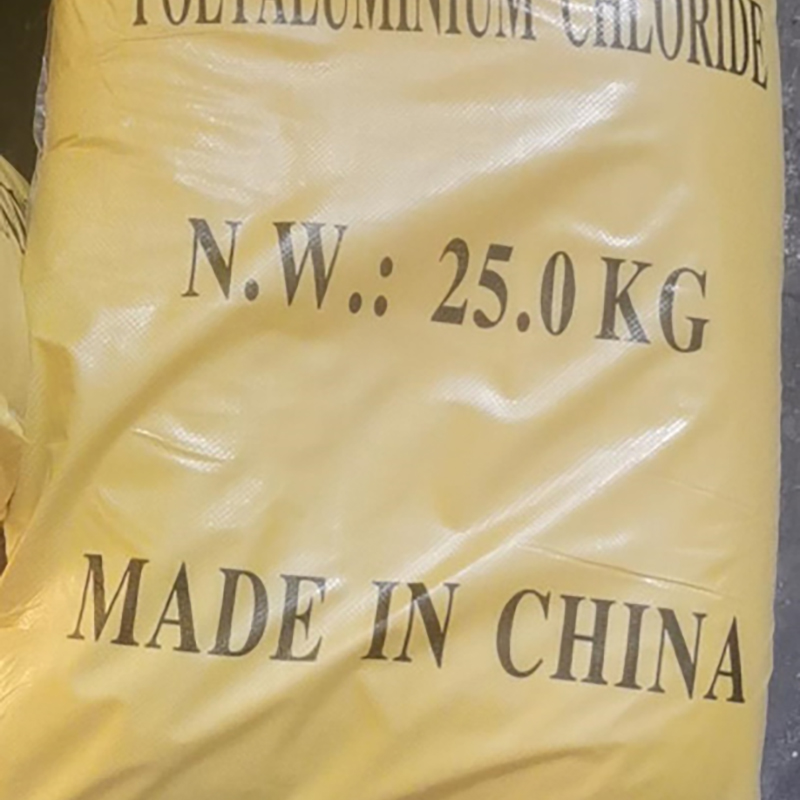 POLYALUMINIUM CHLORIDE
N.W.: 25.0 KG
MADE IN CHINA